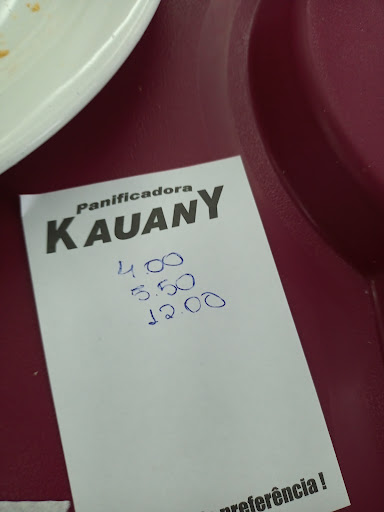 Panificadora
KAUANY
4.00
5.50
12.00
preferência!